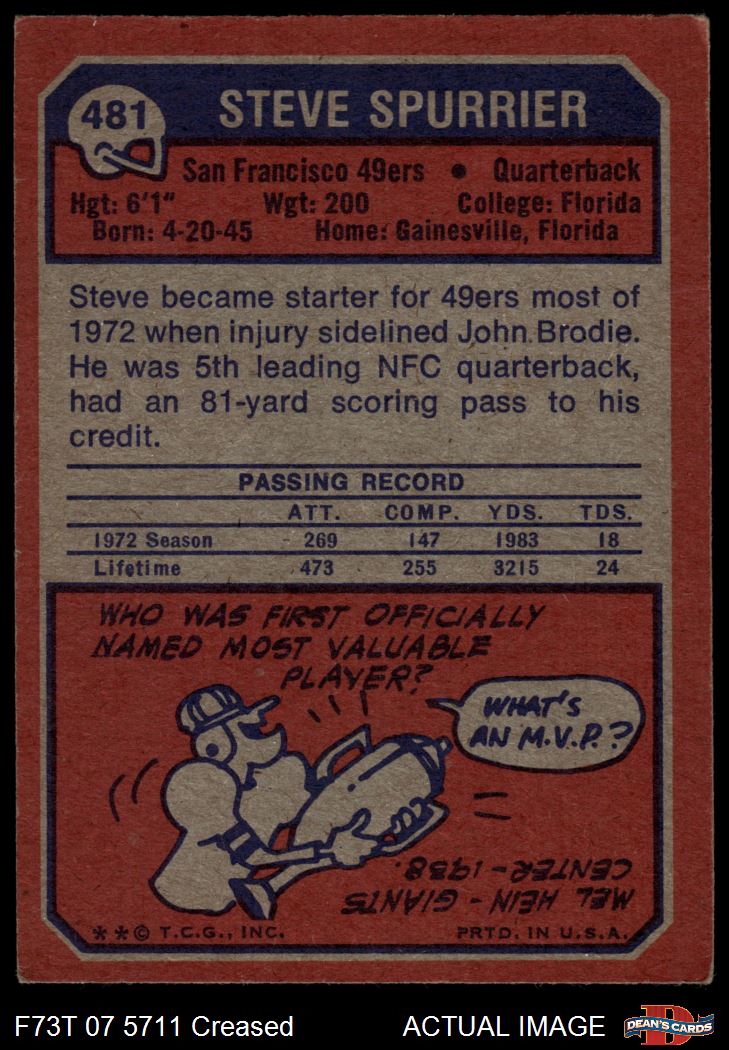 481
STEVE SPURRIER
San Francisco 49ers • Quarterback
Hgt: 6'1" Wgt: 200 College: Florida
Born: 4-20-45 Home: Gainesville, Florida
Steve became starter for 49ers most of
1972 when injury sidelined John Brodie.
He was 5th leading NFC quarterback,
had an 81-yard scoring pass to his
credit.
PASSING RECORD
ATT. COMP. YDS. TDS.
1972 Season 269 147 1983 18
Lifetime 473 255 3215 24
WHO WAS FIRST OFFICIALLY
NAMED MOST VALUABLE
PLAYER?
WHAT'S
AN M.V.P.?
MEL HEIN - GIANTS
CENTER - 1938.
**© T.C.G., INC. PRTD. IN U.S.A.
F73T 07 5711 Creased ACTUAL IMAGE
DEAN'S CARDS